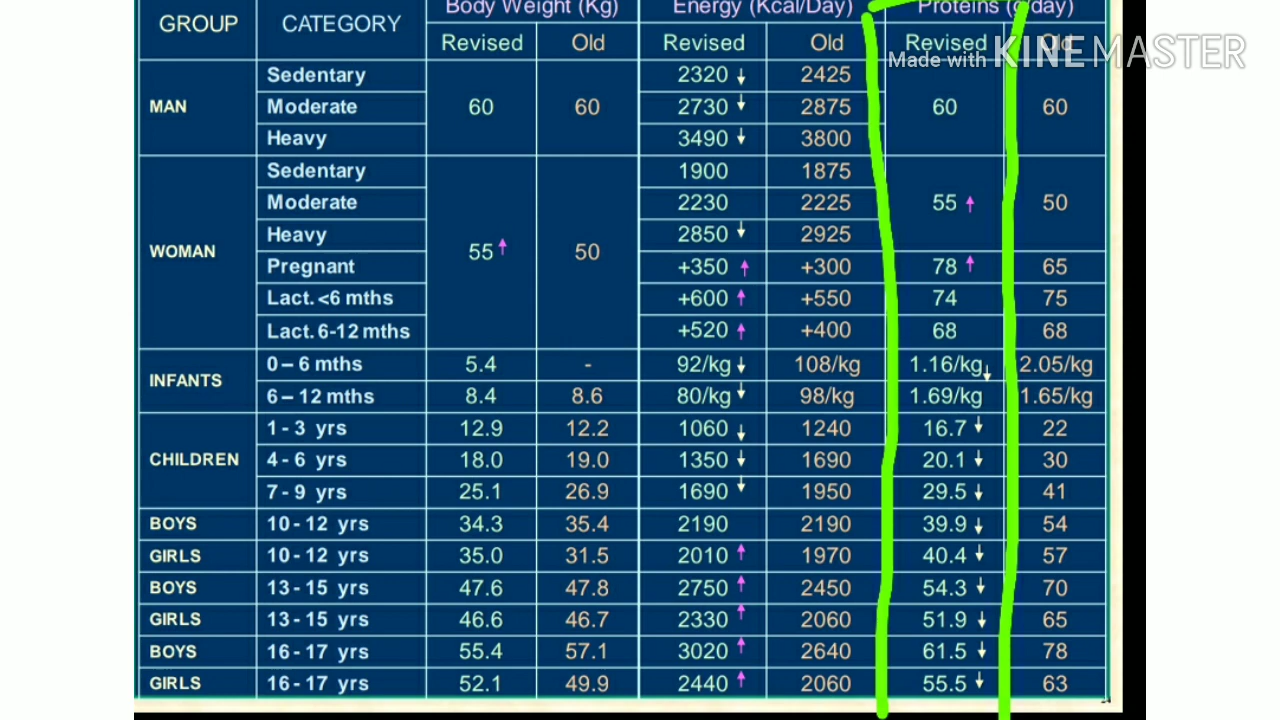 Body Weight (Kg) Energy (Kcal/Day) Proteins (g/day)
GROUP CATEGORY Revised Old Revised Old Revised Old
Made with KINEMASTER
Sedentary 2320 ↓ 2425
MAN Moderate 60 60 2730 ↓ 2875 60 60
Heavy 3490 ↓ 3800
Sedentary 1900 1875
Moderate 2230 2225 55 ↑ 50
Heavy 2850 ↓ 2925
WOMAN 55 ↑ 50
Pregnant +350 ↑ +300 78 ↑ 65
Lact. <6 mths +600 ↑ +550 74 75
Lact. 6-12 mths +520 ↑ +400 68 68
INFANTS
0 – 6 mths 5.4 - 92/kg ↓ 108/kg 1.16/kg ↓ 2.05/kg
6 – 12 mths 8.4 8.6 80/kg ↓ 98/kg 1.69/kg 1.65/kg
1 - 3 yrs 12.9 12.2 1060 ↓ 1240 16.7 ↓ 22
CHILDREN 4 - 6 yrs 18.0 19.0 1350 ↓ 1690 20.1 ↓ 30
7 - 9 yrs 25.1 26.9 1690 ↓ 1950 29.5 ↓ 41
BOYS 10 - 12 yrs 34.3 35.4 2190 2190 39.9 ↓ 54
GIRLS 10 - 12 yrs 35.0 31.5 2010 ↑ 1970 40.4 ↓ 57
BOYS 13 - 15 yrs 47.6 47.8 2750 ↑ 2450 54.3 ↓ 70
GIRLS 13 - 15 yrs 46.6 46.7 2330 ↑ 2060 51.9 ↓ 65
BOYS 16 - 17 yrs 55.4 57.1 3020 ↑ 2640 61.5 ↓ 78
GIRLS 16 - 17 yrs 52.1 49.9 2440 ↑ 2060 55.5 ↓ 63